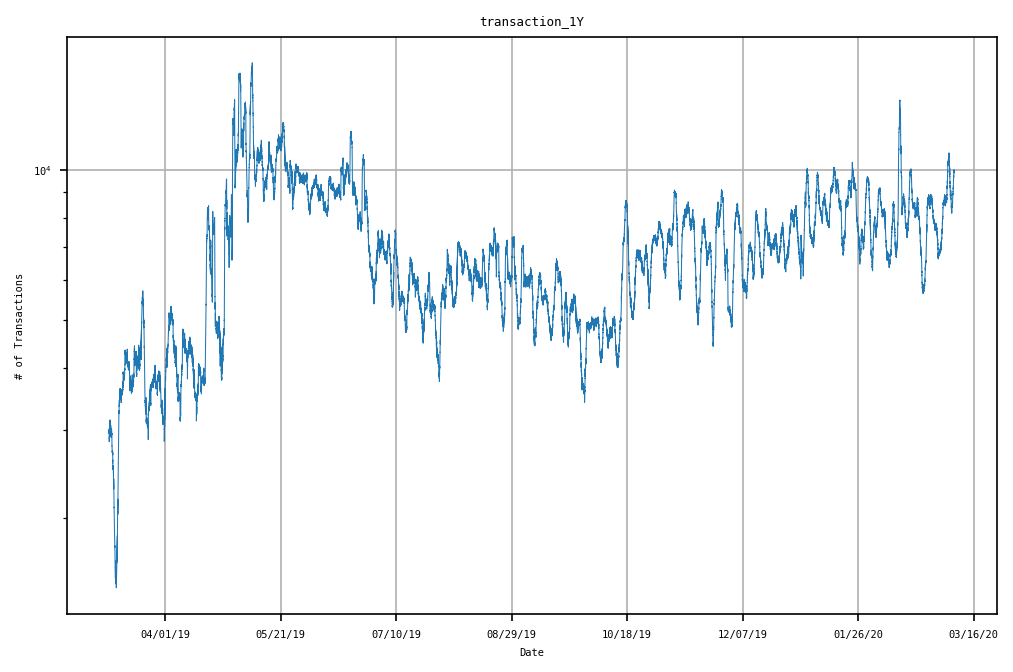 transaction_1Y
# of Transactions
10⁴
04/01/19 05/21/19 07/10/19 08/29/19 10/18/19 12/07/19 01/26/20 03/16/20
Date